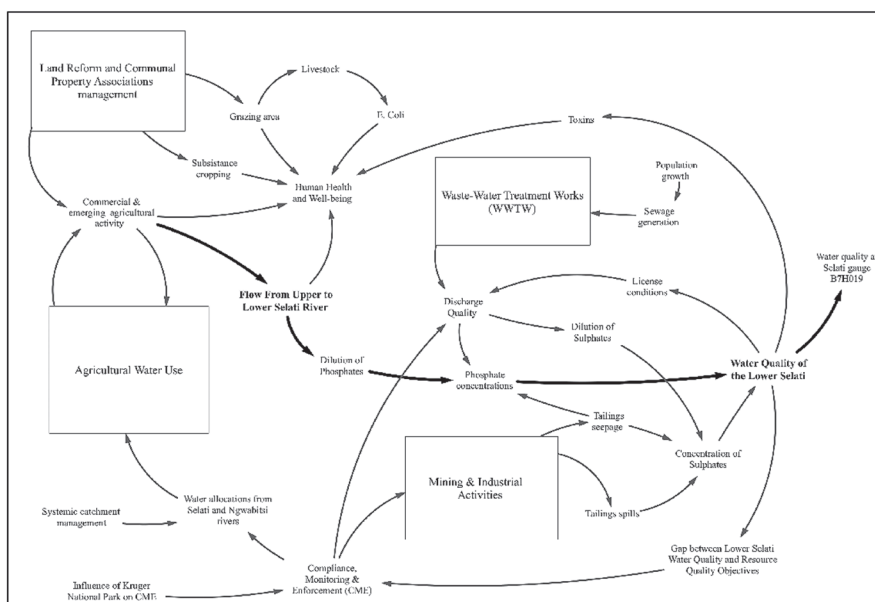 Land Reform and Communal
Property Associations
management
Livestock
Grazing area
E. Coli
Toxins
Subsistance
cropping
Human Health
and Well-being
Commercial &
emerging agricultural
activity
Waste-Water Treatment Works
(WWTW)
Population
growth
Sewage
generation
Water quality a
Selati gauge
B7H019
Flow From Upper to
Lower Selati River
License
conditions
Discharge
Quality
Dilution of
Sulphates
Agricultural Water Use
Dilution of
Phosphates
Phosphate
concentrations
Water Quality of
the Lower Selati
Tailings
seepage
Concentration of
Sulphates
Mining & Industrial
Activities
Tailings spills
Water allocations from
Selati and Ngwabitsi
rivers
Systemic catchment
management
Gap between Lower Selati
Water Quality and Resource
Quality Objectives
Compliance,
Monitoring &
Enforcement (CME)
Influence of Kruger
National Park on CME